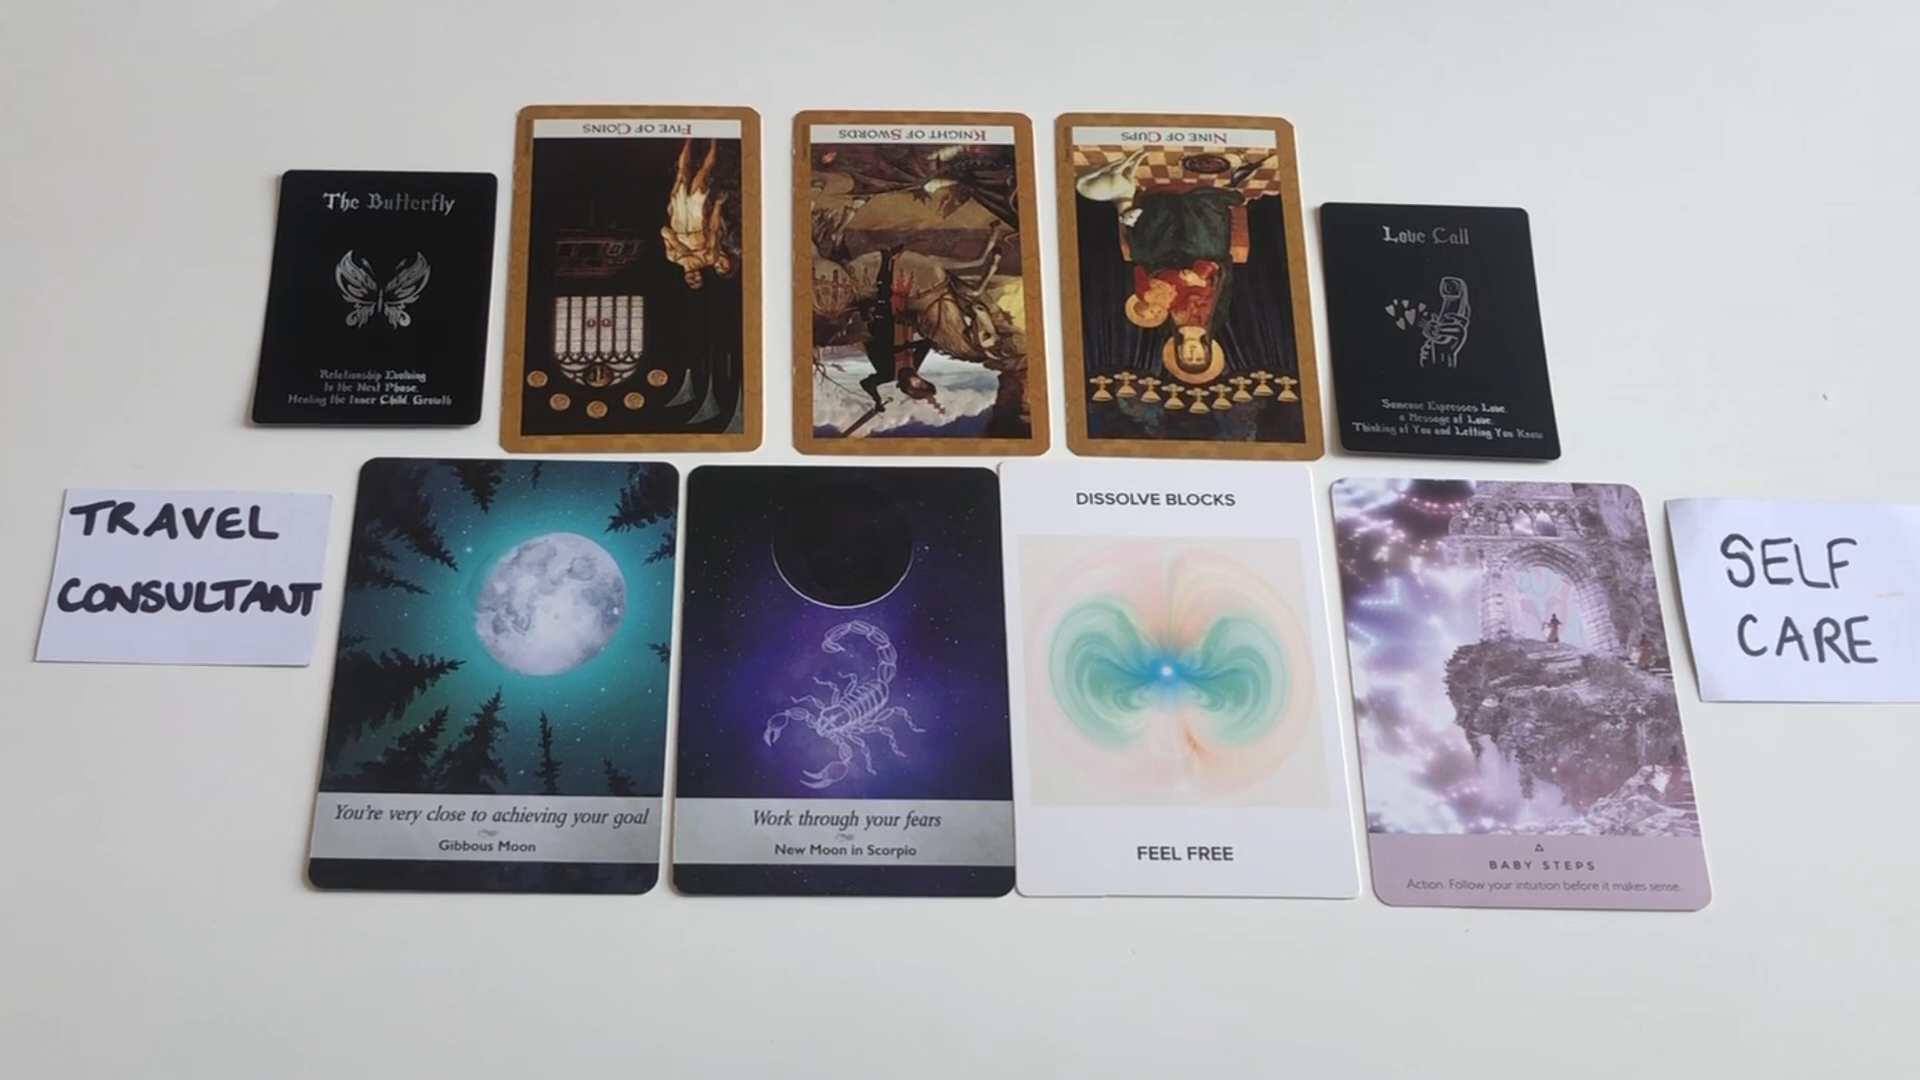 The Butterfly
Relationship Evolving
to the Next Phase.
Healing the Inner Child. Growth
FIVE OF COINS
KNIGHT OF SWORDS
NINE OF CUPS
Love Call
Someone Expresses Love.
a Message of Love.
Thinking of You and Letting You Know
TRAVEL
CONSULTANT
You're very close to achieving your goal
Gibbous Moon
Work through your fears
New Moon in Scorpio
DISSOLVE BLOCKS
FEEL FREE
BABY STEPS
Action. Follow your intuition before it makes sense.
SELF
CARE